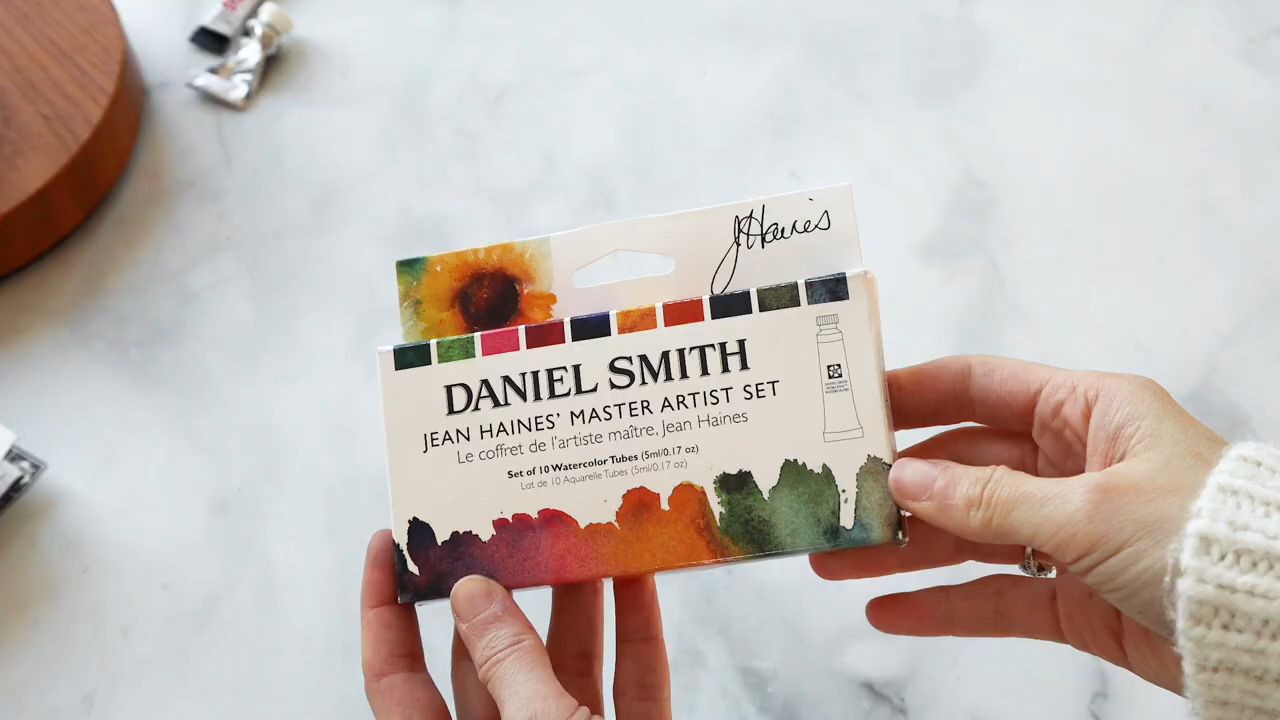 JHaines
DANIEL SMITH
JEAN HAINES' MASTER ARTIST SET
Le coffret de l'artiste maître, Jean Haines
Set of 10 Watercolor Tubes (5ml/0.17 oz)
Lot de 10 Aquarelle Tubes (5ml/0.17 oz)